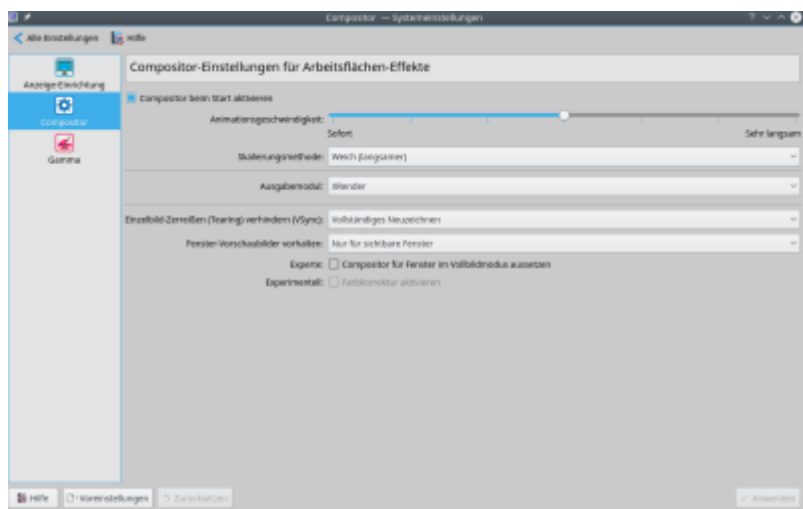 Compositor — Systemeinstellungen
Alle Einstellungen Hilfe
Compositor-Einstellungen für Arbeitsflächen-Effekte
Anzeige-Einrichtung
Compositor
Gamma
Compositor beim Start aktivieren
Animationsgeschwindigkeit:
Sofort Sehr langsam
Skalierungsmethode: Weich (langsamer)
Ausgabemodul: XRender
Einzelbild-Zerreißen (Tearing) verhindern (VSync): Vollständiges Neuzeichnen
Fenster-Vorschaubilder vorhalten: Nur für sichtbare Fenster
Experte: Compositor für Fenster im Vollbildmodus aussetzen
Experimentell: Farbkorrektur aktivieren
Hilfe Voreinstellungen Zurücksetzen Anwenden